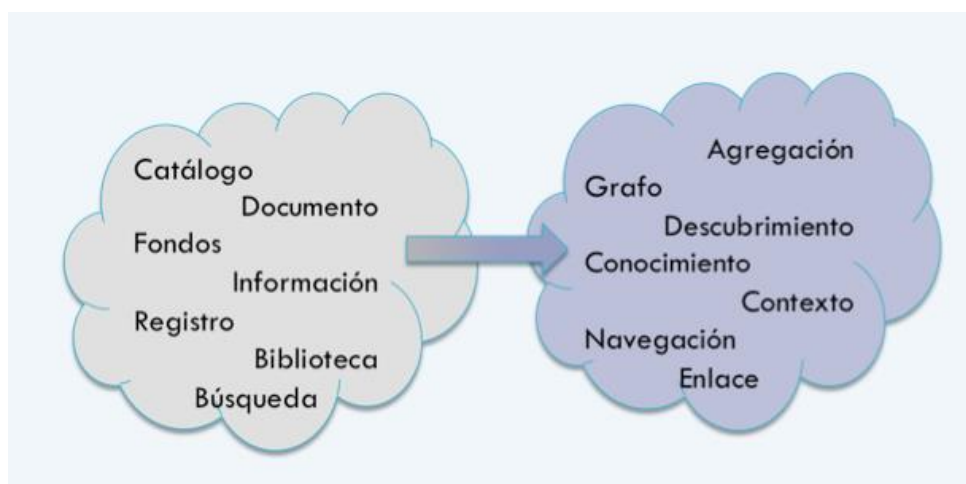 Catálogo
Documento
Fondos
Información
Registro
Biblioteca
Búsqueda
Agregación
Grafo
Descubrimiento
Conocimiento
Contexto
Navegación
Enlace